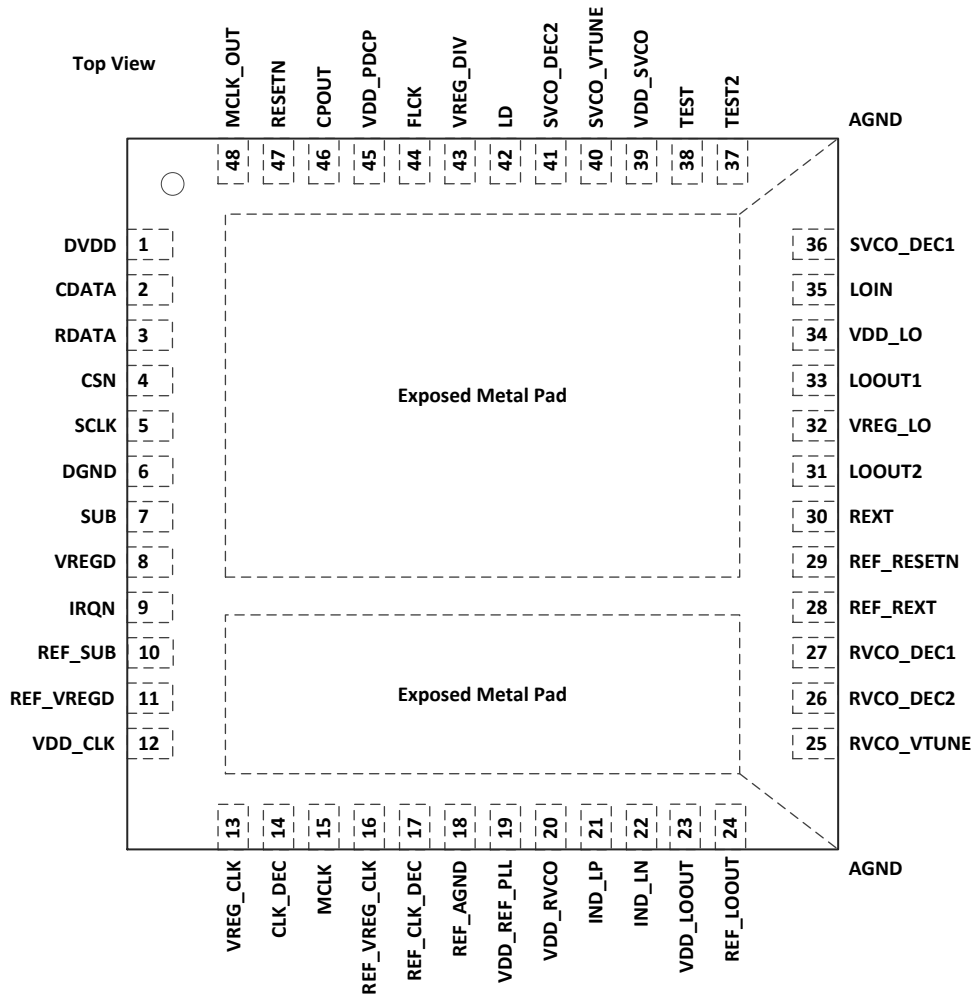 Top View
MCLK_OUT
RESETN
CPOUT
VDD_PDCP
FLCK
VREG_DIV
LD
SVCO_DEC2
SVCO_VTUNE
VDD_SVCO
TEST
TEST2
AGND
48
47
46
45
44
43
42
41
40
39
38
37
DVDD 1
CDATA 2
RDATA 3
CSN 4
SCLK 5
DGND 6
SUB 7
VREGD 8
IRQN 9
REF_SUB 10
REF_VREGD 11
VDD_CLK 12
Exposed Metal Pad
Exposed Metal Pad
36 SVCO_DEC1
35 LOIN
34 VDD_LO
33 LOOUT1
32 VREG_LO
31 LOOUT2
30 REXT
29 REF_RESETN
28 REF_REXT
27 RVCO_DEC1
26 RVCO_DEC2
25 RVCO_VTUNE
13
14
15
16
17
18
19
20
21
22
23
24
VREG_CLK
CLK_DEC
MCLK
REF_VREG_CLK
REF_CLK_DEC
REF_AGND
VDD_REF_PLL
VDD_RVCO
IND_LP
IND_LN
VDD_LOOUT
REF_LOOUT
AGND